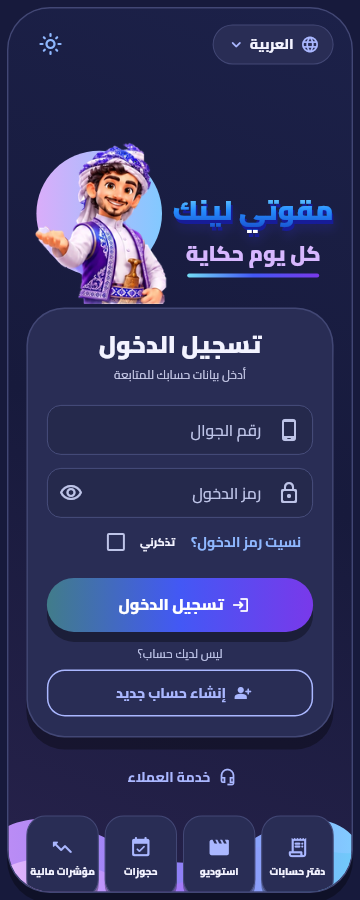 العربية
مقوتي لينك
كل يوم حكاية
تسجيل الدخول
أدخل بيانات حسابك للمتابعة
رقم الجوال
رمز الدخول
نسيت رمز الدخول؟ تذكرني
تسجيل الدخول
ليس لديك حساب؟
إنشاء حساب جديد
خدمة العملاء
دفتر حسابات استوديو حجوزات مؤشرات مالية